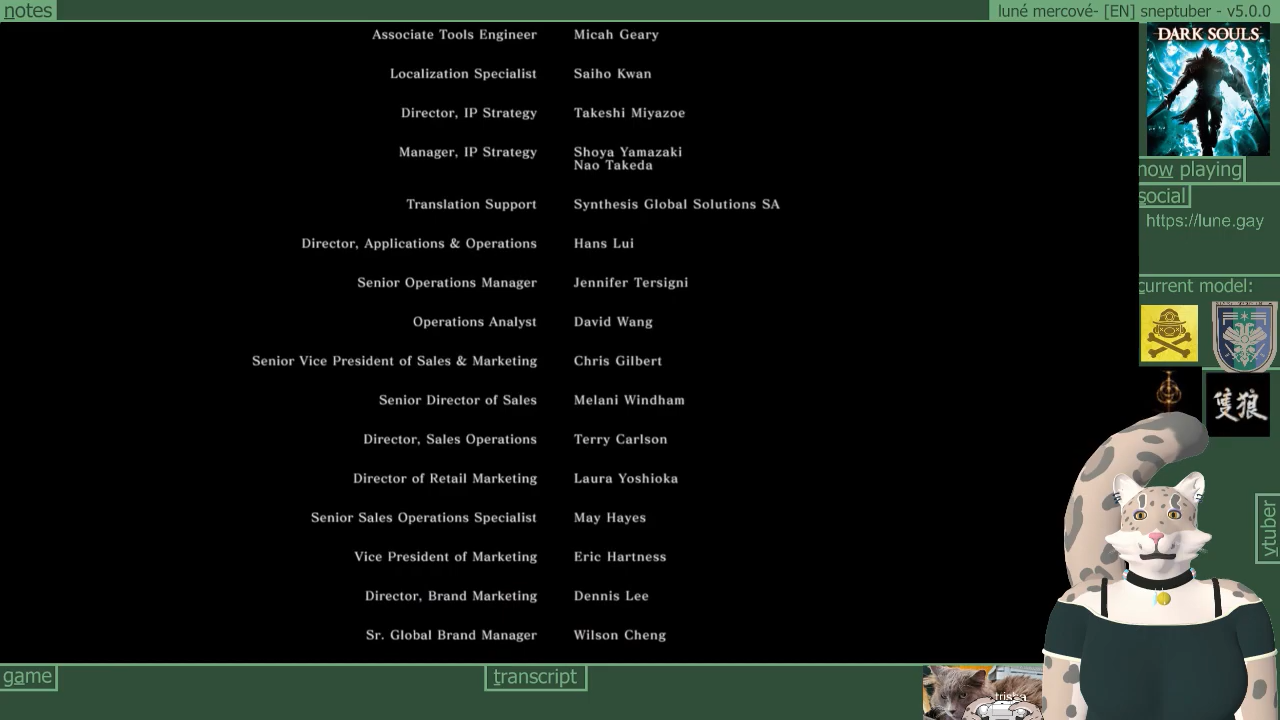 notes
luné mercové- [EN] sneptuber - v5.0.0
Associate Tools Engineer Micah Geary
Localization Specialist Saiho Kwan
Director, IP Strategy Takeshi Miyazoe
Manager, IP Strategy Shoya Yamazaki
Nao Takeda
Translation Support Synthesis Global Solutions SA
Director, Applications & Operations Hans Lui
Senior Operations Manager Jennifer Tersigni
Operations Analyst David Wang
Senior Vice President of Sales & Marketing Chris Gilbert
Senior Director of Sales Melani Windham
Director, Sales Operations Terry Carlson
Director of Retail Marketing Laura Yoshioka
Senior Sales Operations Specialist May Hayes
Vice President of Marketing Eric Hartness
Director, Brand Marketing Dennis Lee
Sr. Global Brand Manager Wilson Cheng
DARK SOULS
now playing
social
https://lune.gay
current model:
隻狼
vtuber
game
transcript
triska